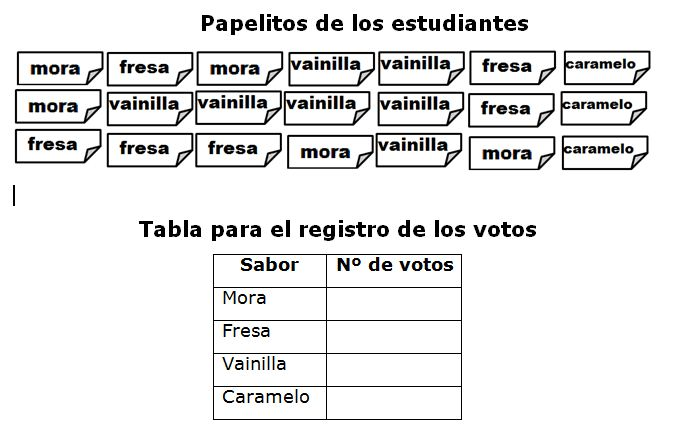 Papelitos de los estudiantes
mora fresa mora vainilla vainilla fresa caramelo
mora vainilla vainilla vainilla vainilla fresa caramelo
fresa fresa fresa mora vainilla mora caramelo
Tabla para el registro de los votos
Sabor Nº de votos
Mora
Fresa
Vainilla
Caramelo